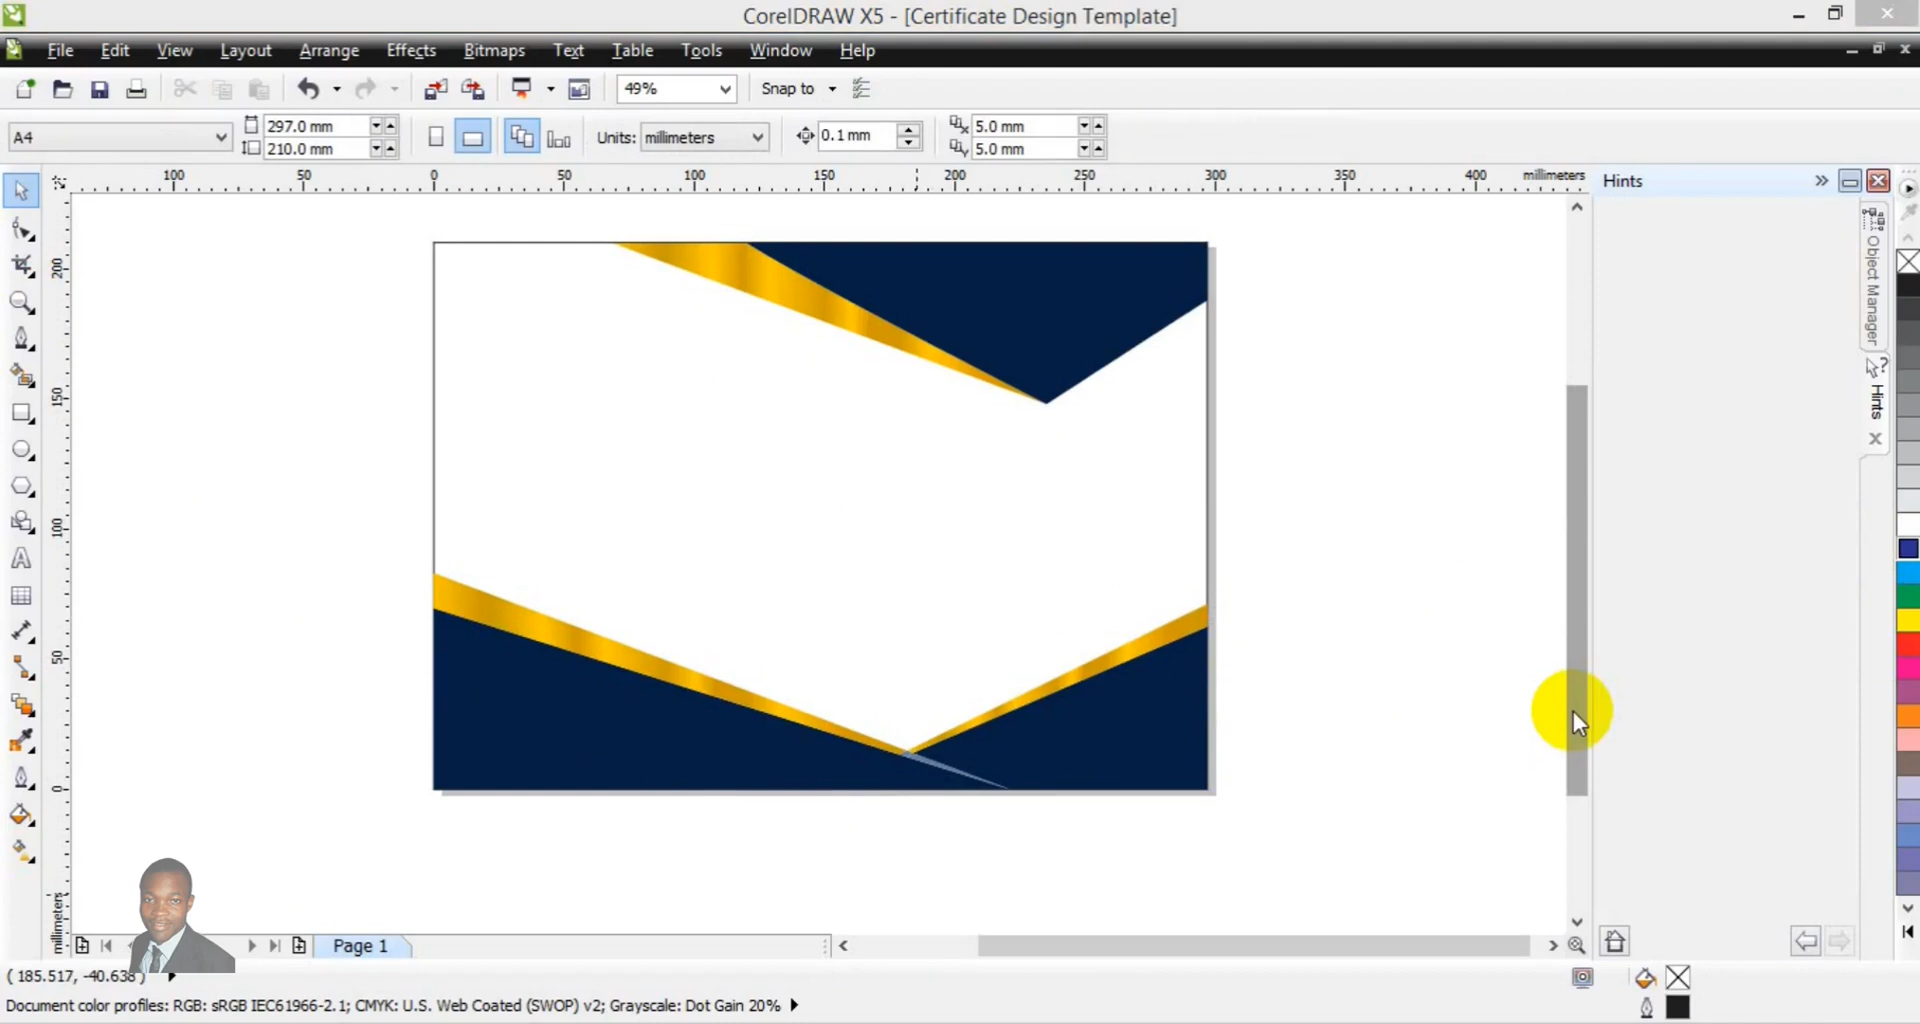 CorelDRAW X5 - [Certificate Design Template]
File Edit View Layout Arrange Effects Bitmaps Text Table Tools Window Help
49% Snap to
A4 297.0 mm 210.0 mm Units: millimeters 0.1 mm 5.0 mm 5.0 mm
100 50 0 50 100 150 200 250 300 350 400 millimeters
Hints
200
150
100
50
0
millimeters
Object Manager
Hints
Page 1
( 185.517, -40.638 )
Document color profiles: RGB: sRGB IEC61966-2.1; CMYK: U.S. Web Coated (SWOP) v2; Grayscale: Dot Gain 20%